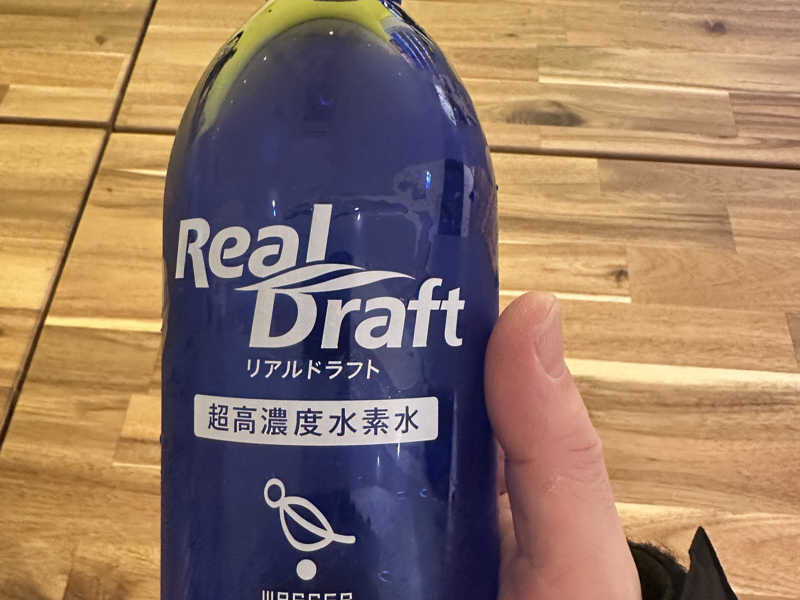 Real
Draft
リアルドラフト
超高濃度水素水